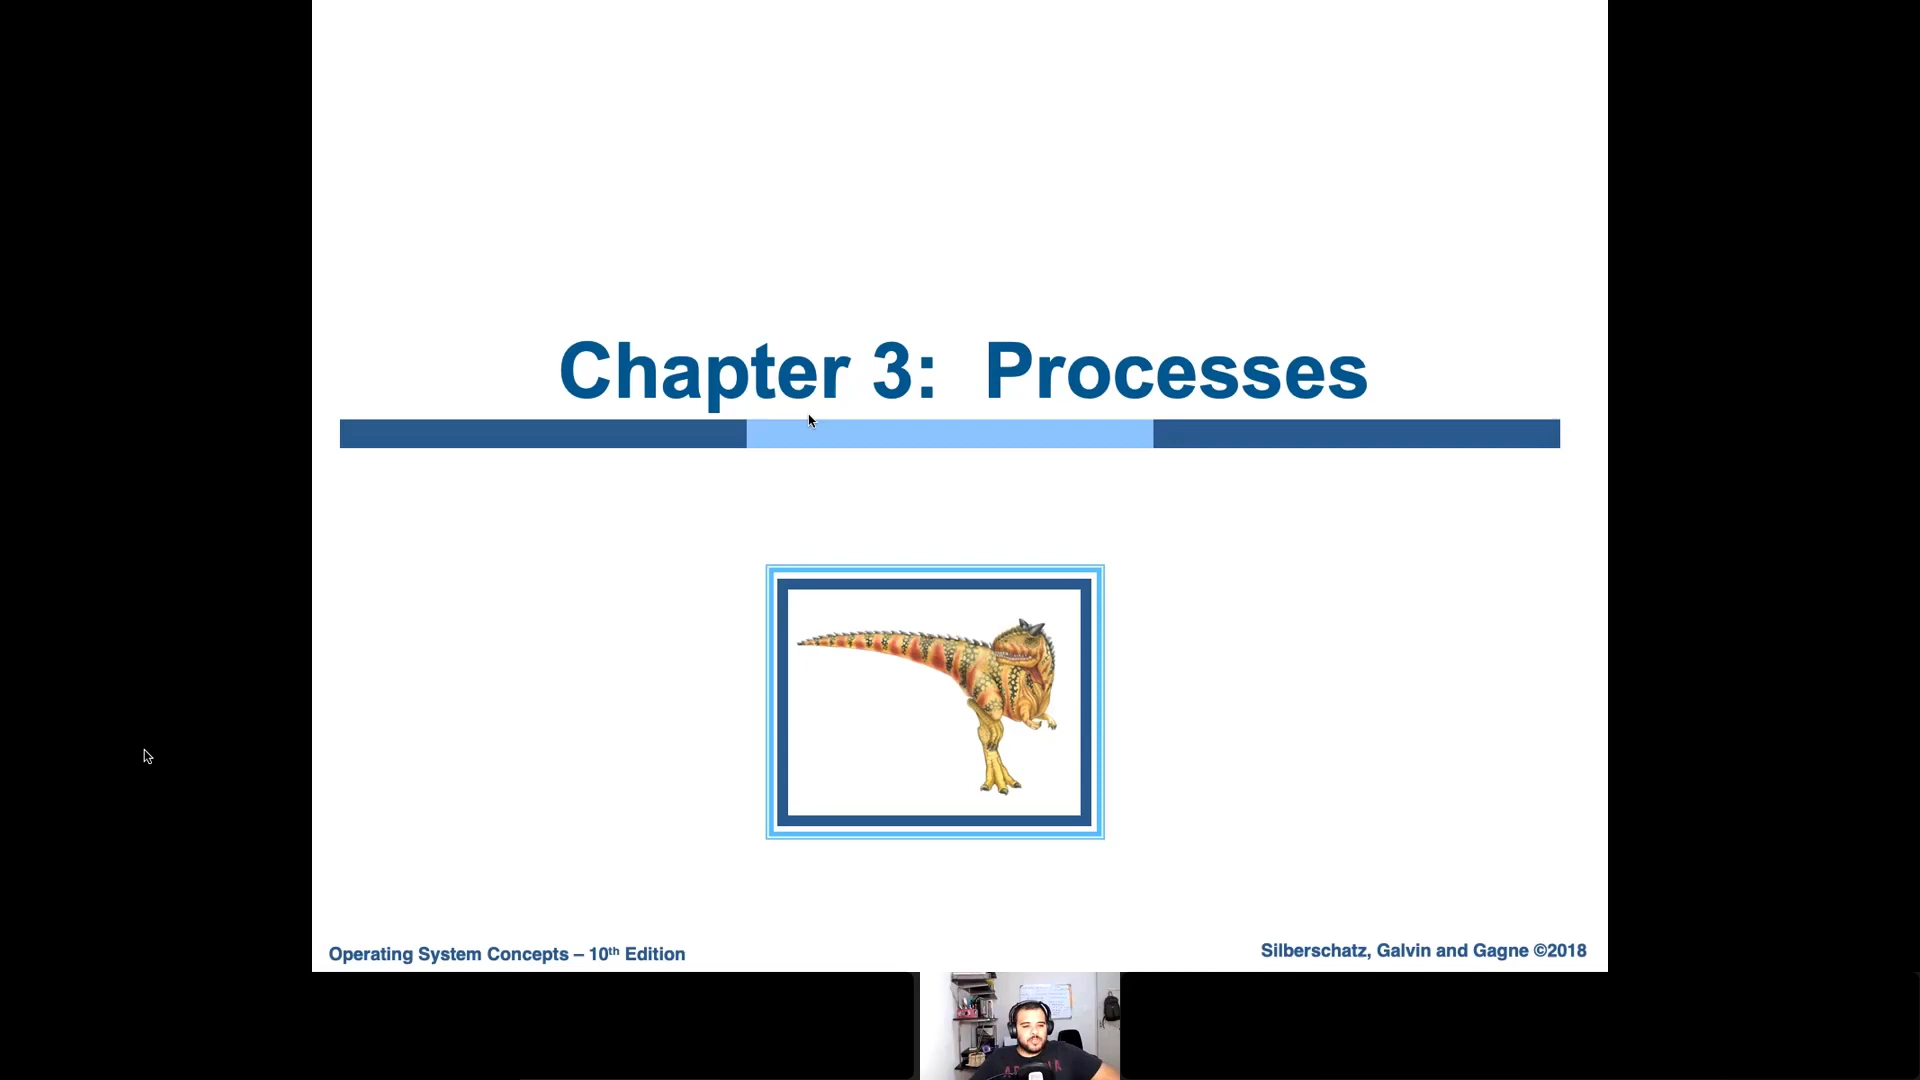 Chapter 3: Processes
Operating System Concepts – 10th Edition
Silberschatz, Galvin and Gagne ©2018